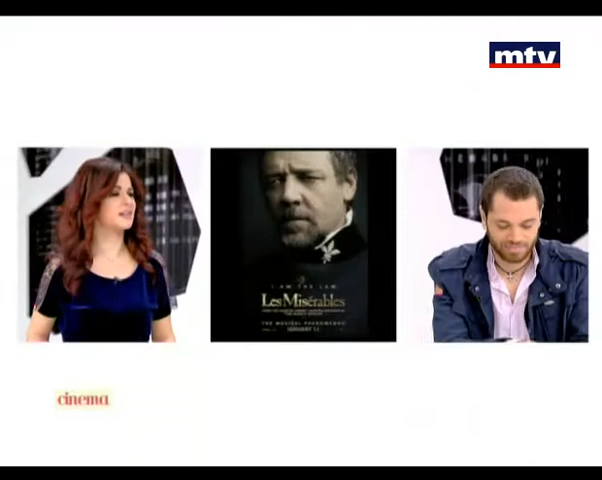 mtv
I AM THE LAW
Les Misérables
THE MUSICAL PHENOMENON
JANUARY 11
cinema